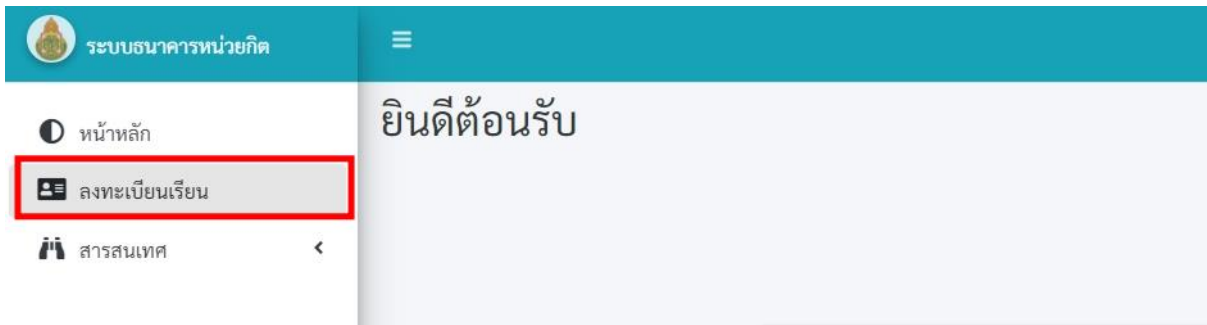 ระบบธนาคารหน่วยกิต
ยินดีต้อนรับ
หน้าหลัก
ลงทะเบียนเรียน
สารสนเทศ